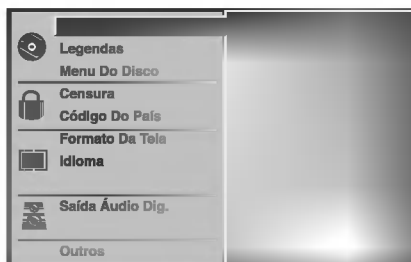 Legendas
Menu Do Disco
Censura
Código Do País
Formato Da Tela
Idioma
Saída Áudio Dig.
Outros